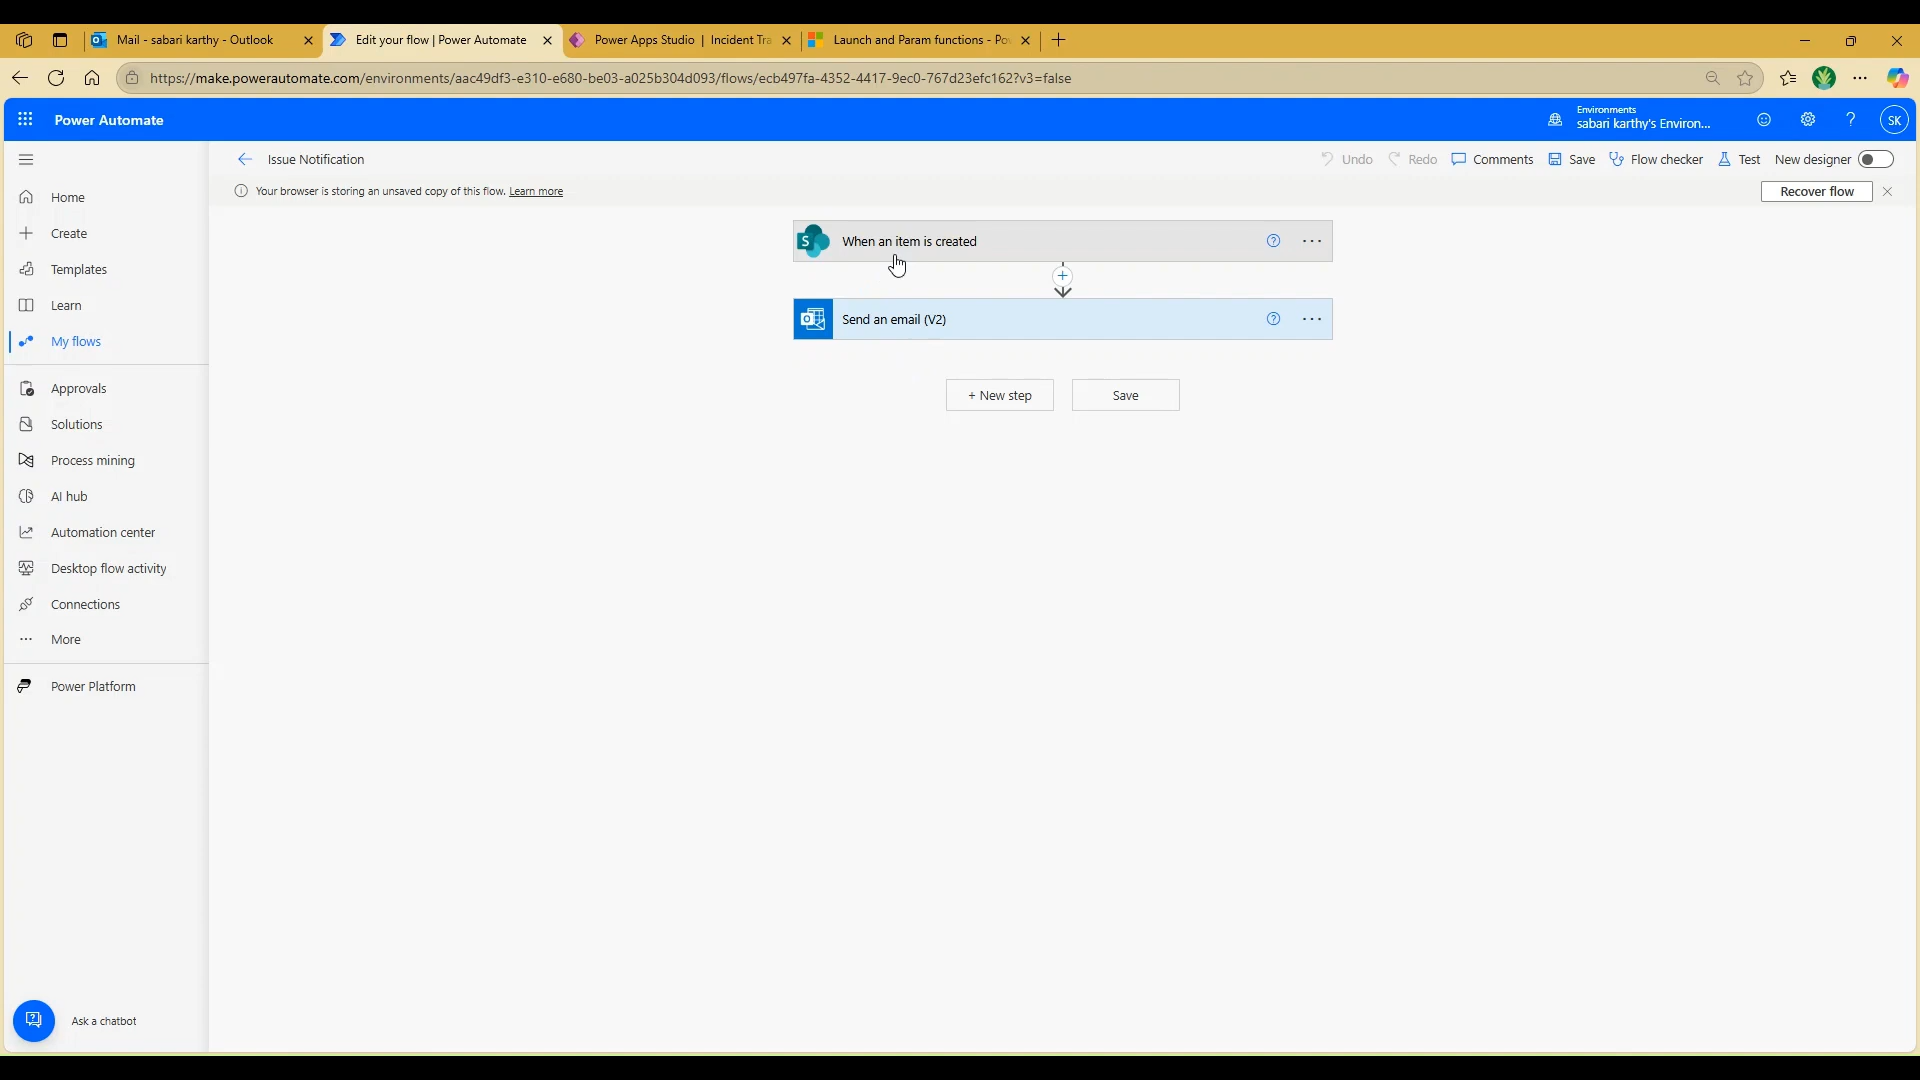 Mail - sabari karthy - Outlook
Edit your flow | Power Automate
Power Apps Studio | Incident Tra
Launch and Param functions - Po
https://make.powerautomate.com/environments/aac49df3-e310-e680-be03-a025b304d093/flows/ecb497fa-4352-4417-9ec0-767d23efc162?v3=false
Power Automate
Environments
sabari karthy's Environ...
SK
Issue Notification
Undo
Redo
Comments
Save
Flow checker
Test
New designer
Your browser is storing an unsaved copy of this flow. Learn more
Recover flow
Home
Create
Templates
Learn
My flows
Approvals
Solutions
Process mining
AI hub
Automation center
Desktop flow activity
Connections
More
Power Platform
Ask a chatbot
When an item is created
Send an email (V2)
+ New step
Save